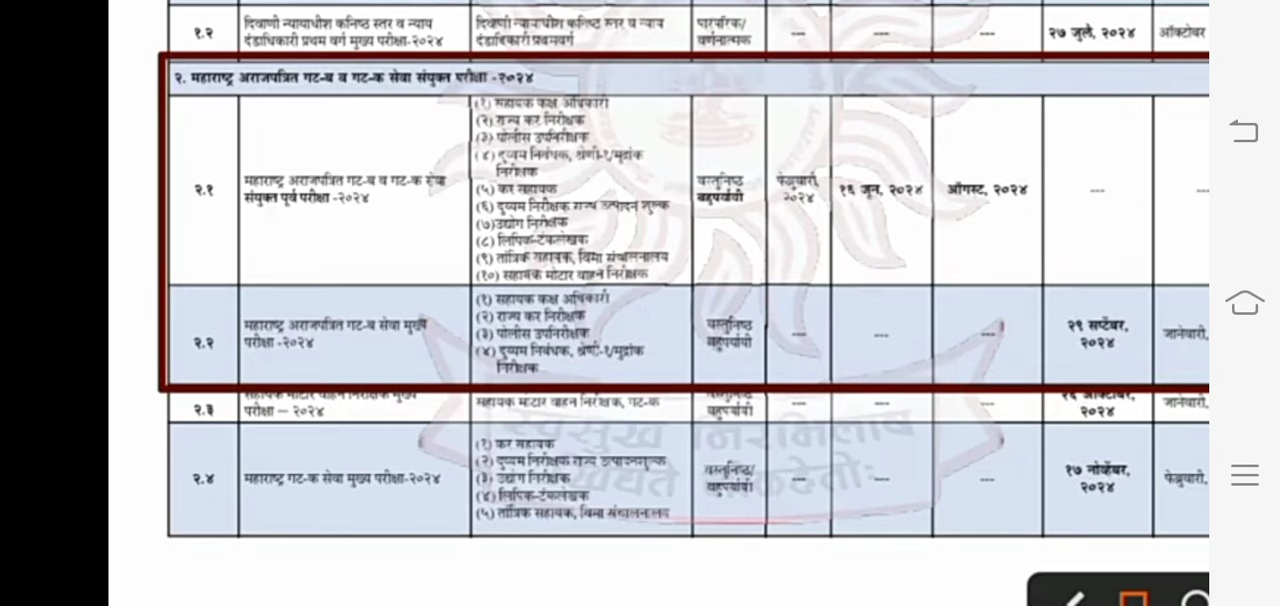 १.२
दिवाणी न्यायाधीश कनिष्ठ स्तर व न्याय
दंडाधिकारी प्रथम वर्ग मुख्य परीक्षा-२०२४
दिवाणी न्यायाधीश कनिष्ठ स्तर व न्याय
दंडाधिकारी प्रथमवर्ग
पारंपरिक/
वर्णनात्मक
---
---
---
२७ जुलै, २०२४
ऑक्टोबर
२. महाराष्ट्र अराजपत्रित गट-ब व गट-क सेवा संयुक्त परीक्षा -२०२४
२.१
महाराष्ट्र अराजपत्रित गट-ब व गट-क सेवा
संयुक्त पूर्व परीक्षा -२०२४
(१) सहायक कक्ष अधिकारी
(२) राज्य कर निरीक्षक
(३) पोलीस उपनिरीक्षक
(४) दुय्यम निबंधक, श्रेणी-१/मुद्रांक
निरीक्षक
(५) कर सहायक
(६) दुय्यम निरीक्षक राज्य उत्पादन शुल्क
(७)उद्योग निरीक्षक
(८) लिपिक-टंकलेखक
(९) तांत्रिक सहायक, विमा संचालनालय
(१०) सहायक मोटार वाहन निरीक्षक
वस्तुनिष्ठ
बहुपर्यायी
फेब्रुवारी,
२०२४
१६ जून, २०२४
ऑगस्ट, २०२४
---
---
२.२
महाराष्ट्र अराजपत्रित गट-ब सेवा मुख्य
परीक्षा -२०२४
(१) सहायक कक्ष अधिकारी
(२) राज्य कर निरीक्षक
(३) पोलीस उपनिरीक्षक
(४) दुय्यम निबंधक, श्रेणी-१/मुद्रांक
निरीक्षक
वस्तुनिष्ठ
बहुपर्यायी
---
---
---
२९ सप्टेंबर,
२०२४
जानेवारी,
२.३
सहायक मोटार वाहन निरीक्षक मुख्य
परीक्षा – २०२४
सहायक मोटार वाहन निरीक्षक, गट-क
वस्तुनिष्ठ
बहुपर्यायी
---
---
---
२०२४
जानेवारी,
२.४
महाराष्ट्र गट-क सेवा मुख्य परीक्षा-२०२४
(१) कर सहायक
(२) दुय्यम निरीक्षक राज्य उत्पादनशुल्क
(३) उद्योग निरीक्षक
(४) लिपिक-टंकलेखक
(५) तांत्रिक सहायक, विमा संचालनालय
वस्तुनिष्ठ/
बहुपर्यायी
---
---
---
१७ नोव्हेंबर,
२०२४
फेब्रुवारी,